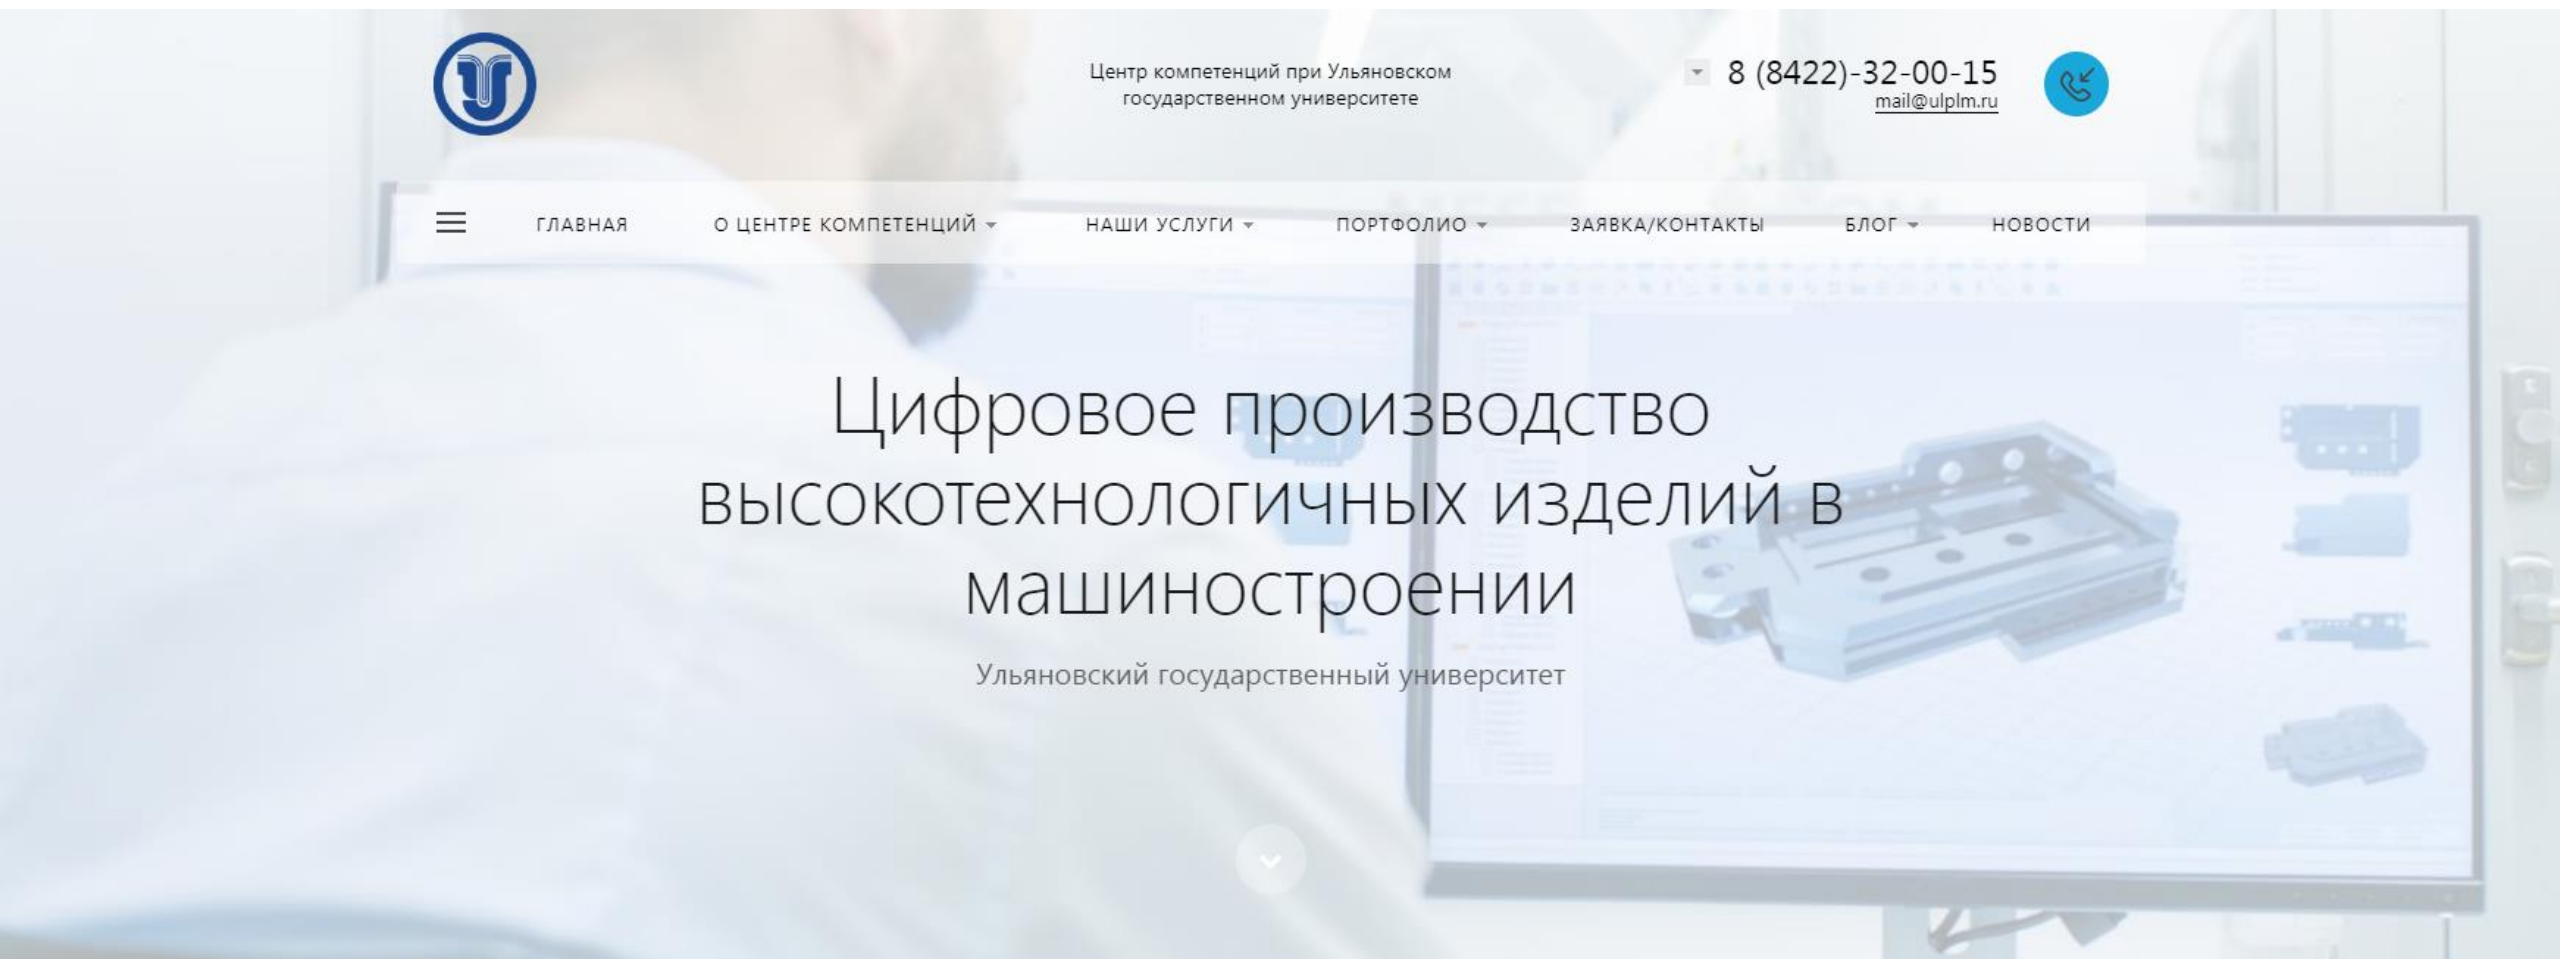 Центр компетенций при Ульяновском
государственном университете
8 (8422)-32-00-15
mail@ulplm.ru
ГЛАВНАЯ
О ЦЕНТРЕ КОМПЕТЕНЦИЙ
НАШИ УСЛУГИ
ПОРТФОЛИО
ЗАЯВКА/КОНТАКТЫ
БЛОГ
НОВОСТИ
Цифровое производство
высокотехнологичных изделий в
машиностроении
Ульяновский государственный университет